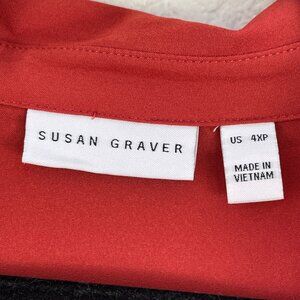 SUSAN GRAVER
US 4XP
MADE IN
VIETNAM